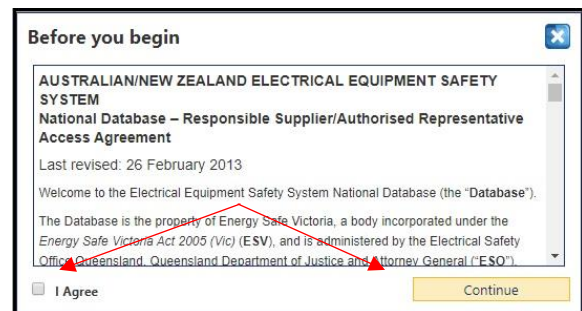 Before you begin
AUSTRALIAN/NEW ZEALAND ELECTRICAL EQUIPMENT SAFETY
SYSTEM
National Database – Responsible Supplier/Authorised Representative
Access Agreement
Last revised: 26 February 2013
Welcome to the Electrical Equipment Safety System National Database (the “Database”).
The Database is the property of Energy Safe Victoria, a body incorporated under the
Energy Safe Victoria Act 2005 (Vic) (ESV), and is administered by the Electrical Safety
Office Queensland, Queensland Department of Justice and Attorney General (“ESO”).
I Agree
Continue